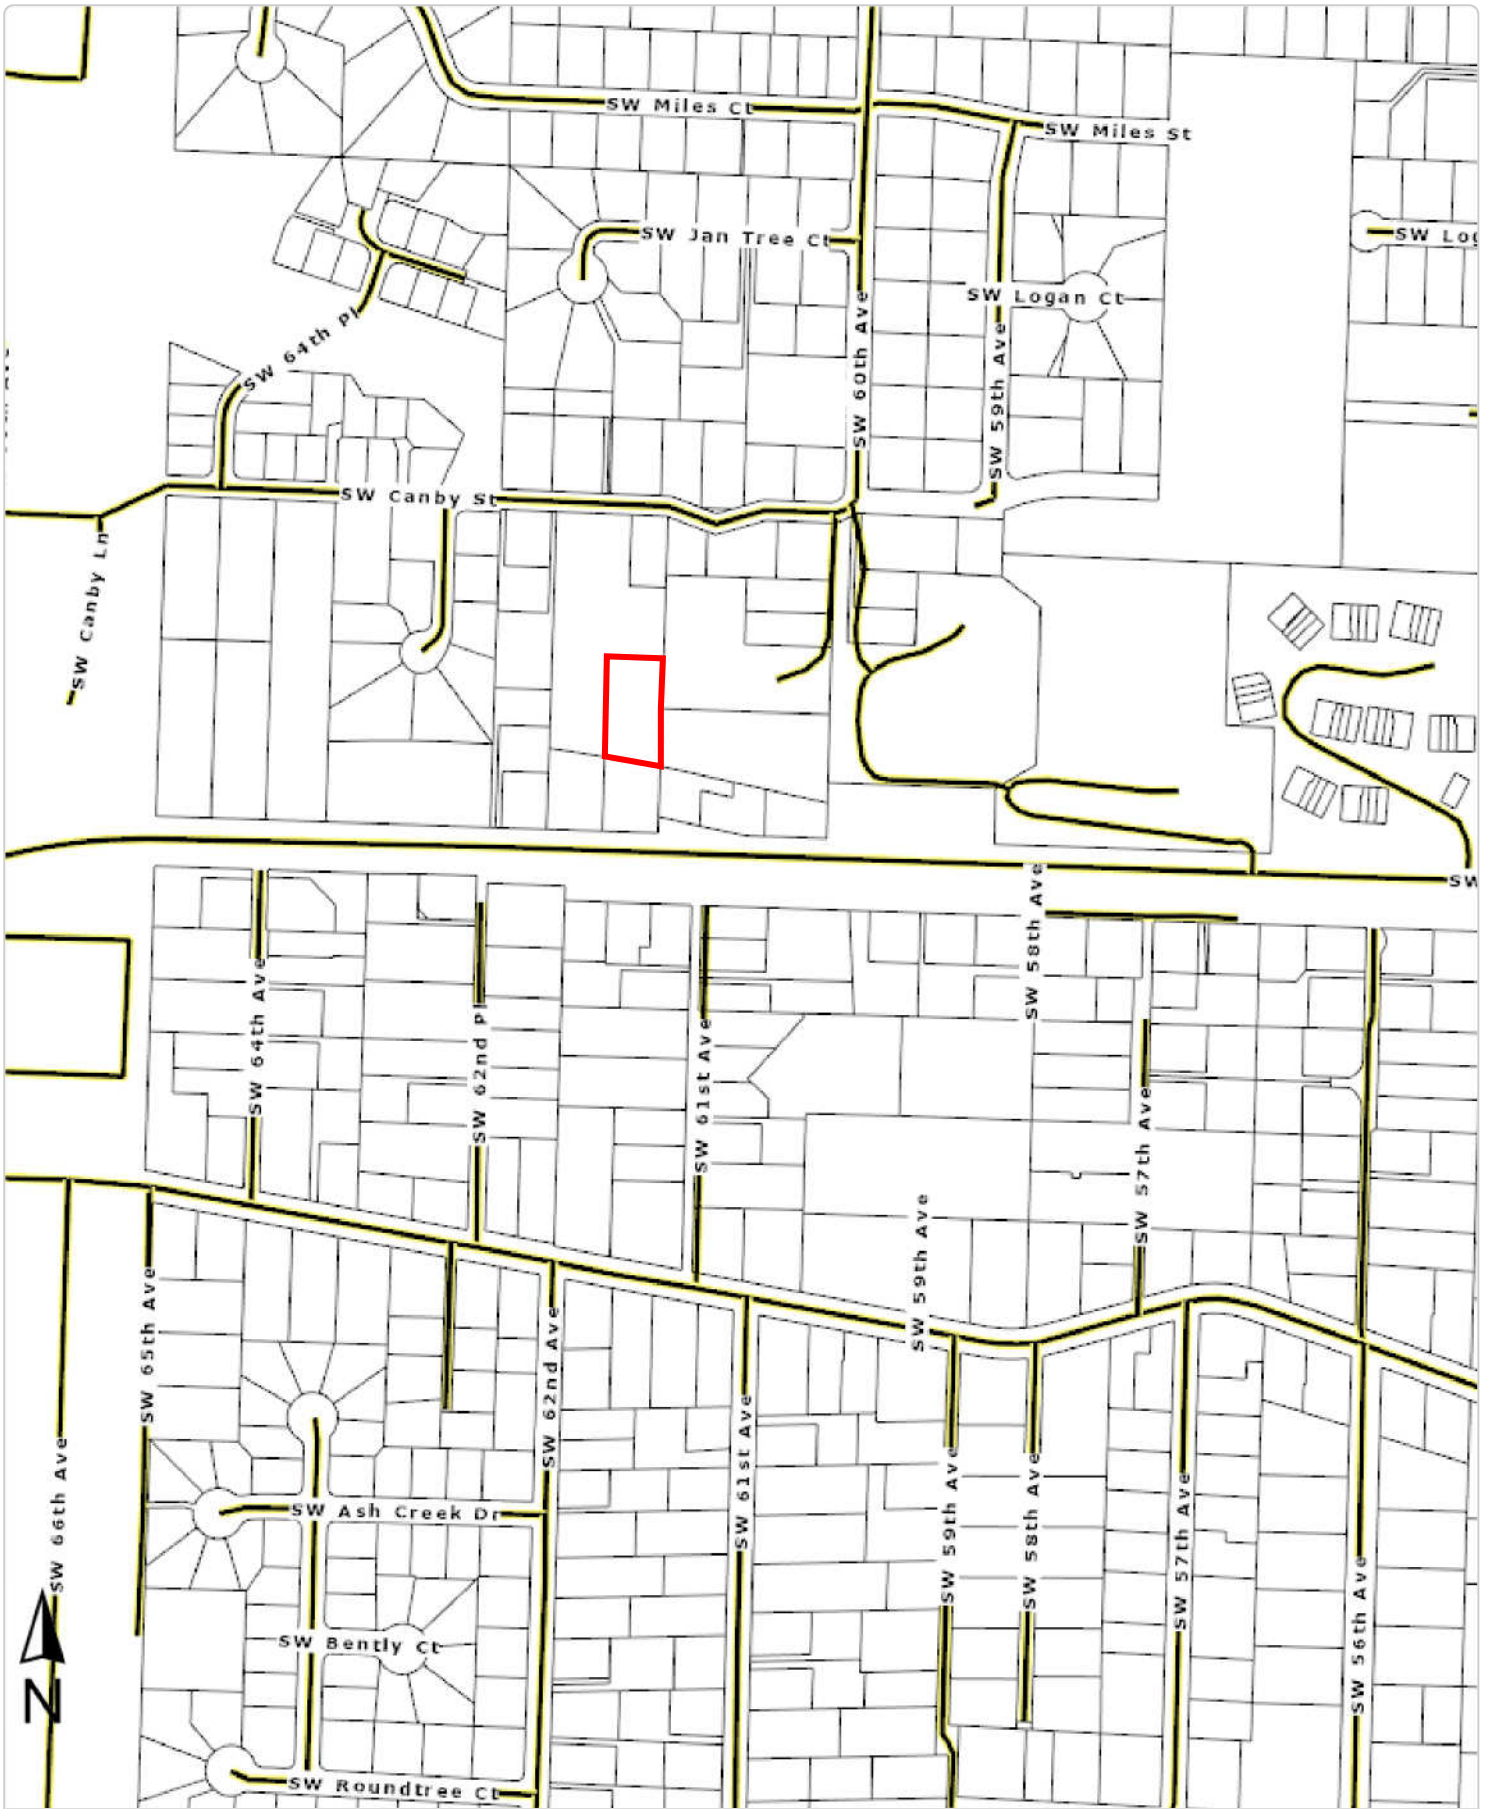 SW Miles Ct
SW Miles St
SW Jan Tree Ct
SW Log
SW Logan Ct
SW 60th Ave
SW 59th Ave
SW 64th Pl
SW Canby St
SW Canby Ln
SW
SW 58th Ave
SW 64th Ave
SW 62nd Pl
SW 61st Ave
SW 57th Ave
SW 59th Ave
SW 65th Ave
SW 62nd Ave
SW 61st Ave
SW 66th Ave
SW 59th Ave
SW 58th Ave
SW 57th Ave
SW 56th Ave
SW Ash Creek Dr
SW Bently Ct
SW Roundtree Ct
N